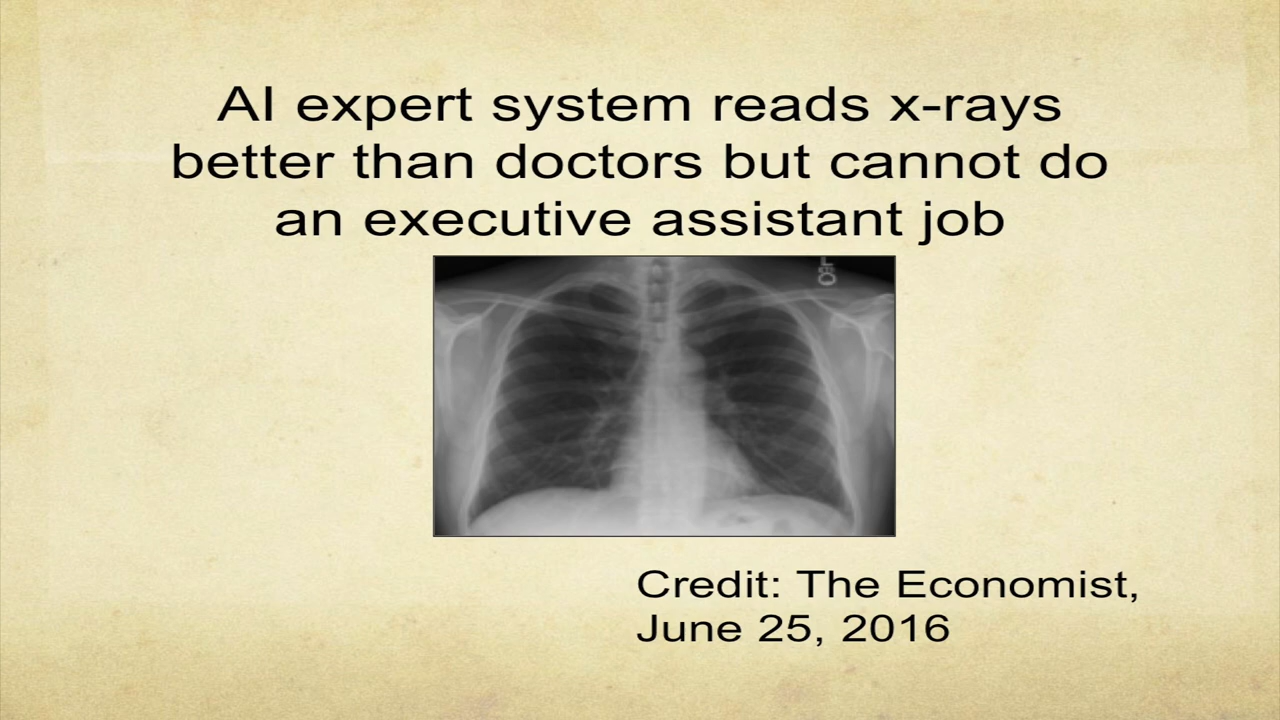 AI expert system reads x-rays
better than doctors but cannot do
an executive assistant job
Credit: The Economist,
June 25, 2016